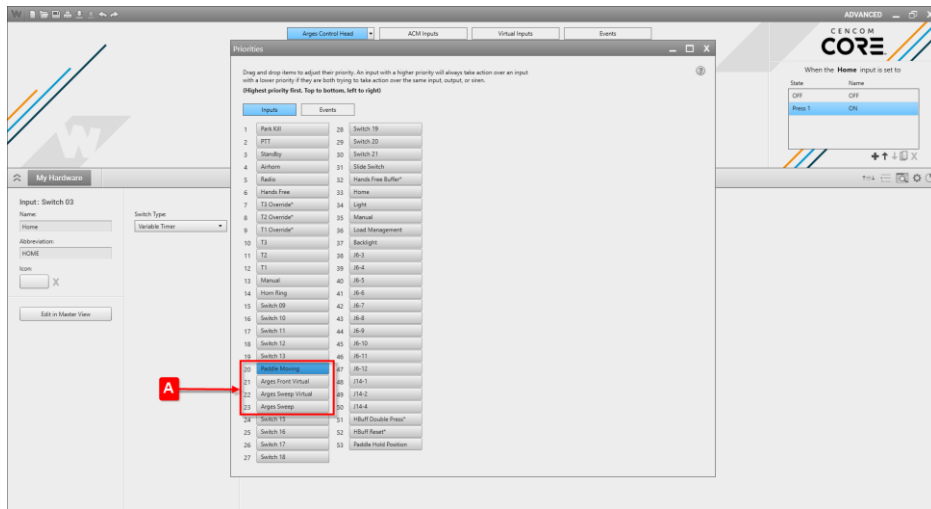 ADVANCED
Arges Control Head
ACM Inputs
Virtual Inputs
Events
CENCOM
CORE
When the Home input is set to
State Name
OFF OFF
Press 1 ON
Priorities
Drag and drop items to adjust their priority. An input with a higher priority will always take action over an input
with a lower priority if they are both trying to take action over the same input, output, or siren.
(Highest priority first. Top to bottom, left to right)
Inputs
Events
1 Park Kill
2 PTT
3 Standby
4 Airhorn
5 Radio
6 Hands Free
7 T3 Override*
8 T2 Override*
9 T1 Override*
10 T3
11 T2
12 T1
13 Manual
14 Horn Ring
15 Switch 09
16 Switch 10
17 Switch 11
18 Switch 12
19 Switch 13
20 Paddle Moving
21 Arges Front Virtual
22 Arges Sweep Virtual
23 Arges Sweep
24 Switch 15
25 Switch 16
26 Switch 17
27 Switch 18
28 Switch 19
29 Switch 20
30 Switch 21
31 Slide Switch
32 Hands Free Buffer*
33 Home
34 Light
35 Manual
36 Load Management
37 Backlight
38 J6-3
39 J6-4
40 J6-5
41 J6-6
42 J6-7
43 J6-8
44 J6-9
45 J6-10
46 J6-11
47 J6-12
48 J14-1
49 J14-2
50 J14-4
51 HBuff Double Press*
52 HBuff Reset*
53 Paddle Hold Position
A
My Hardware
Input: Switch 03
Name:
Home
Abbreviation:
HOME
Icon:
X
Edit in Master View
Switch Type:
Variable Timer